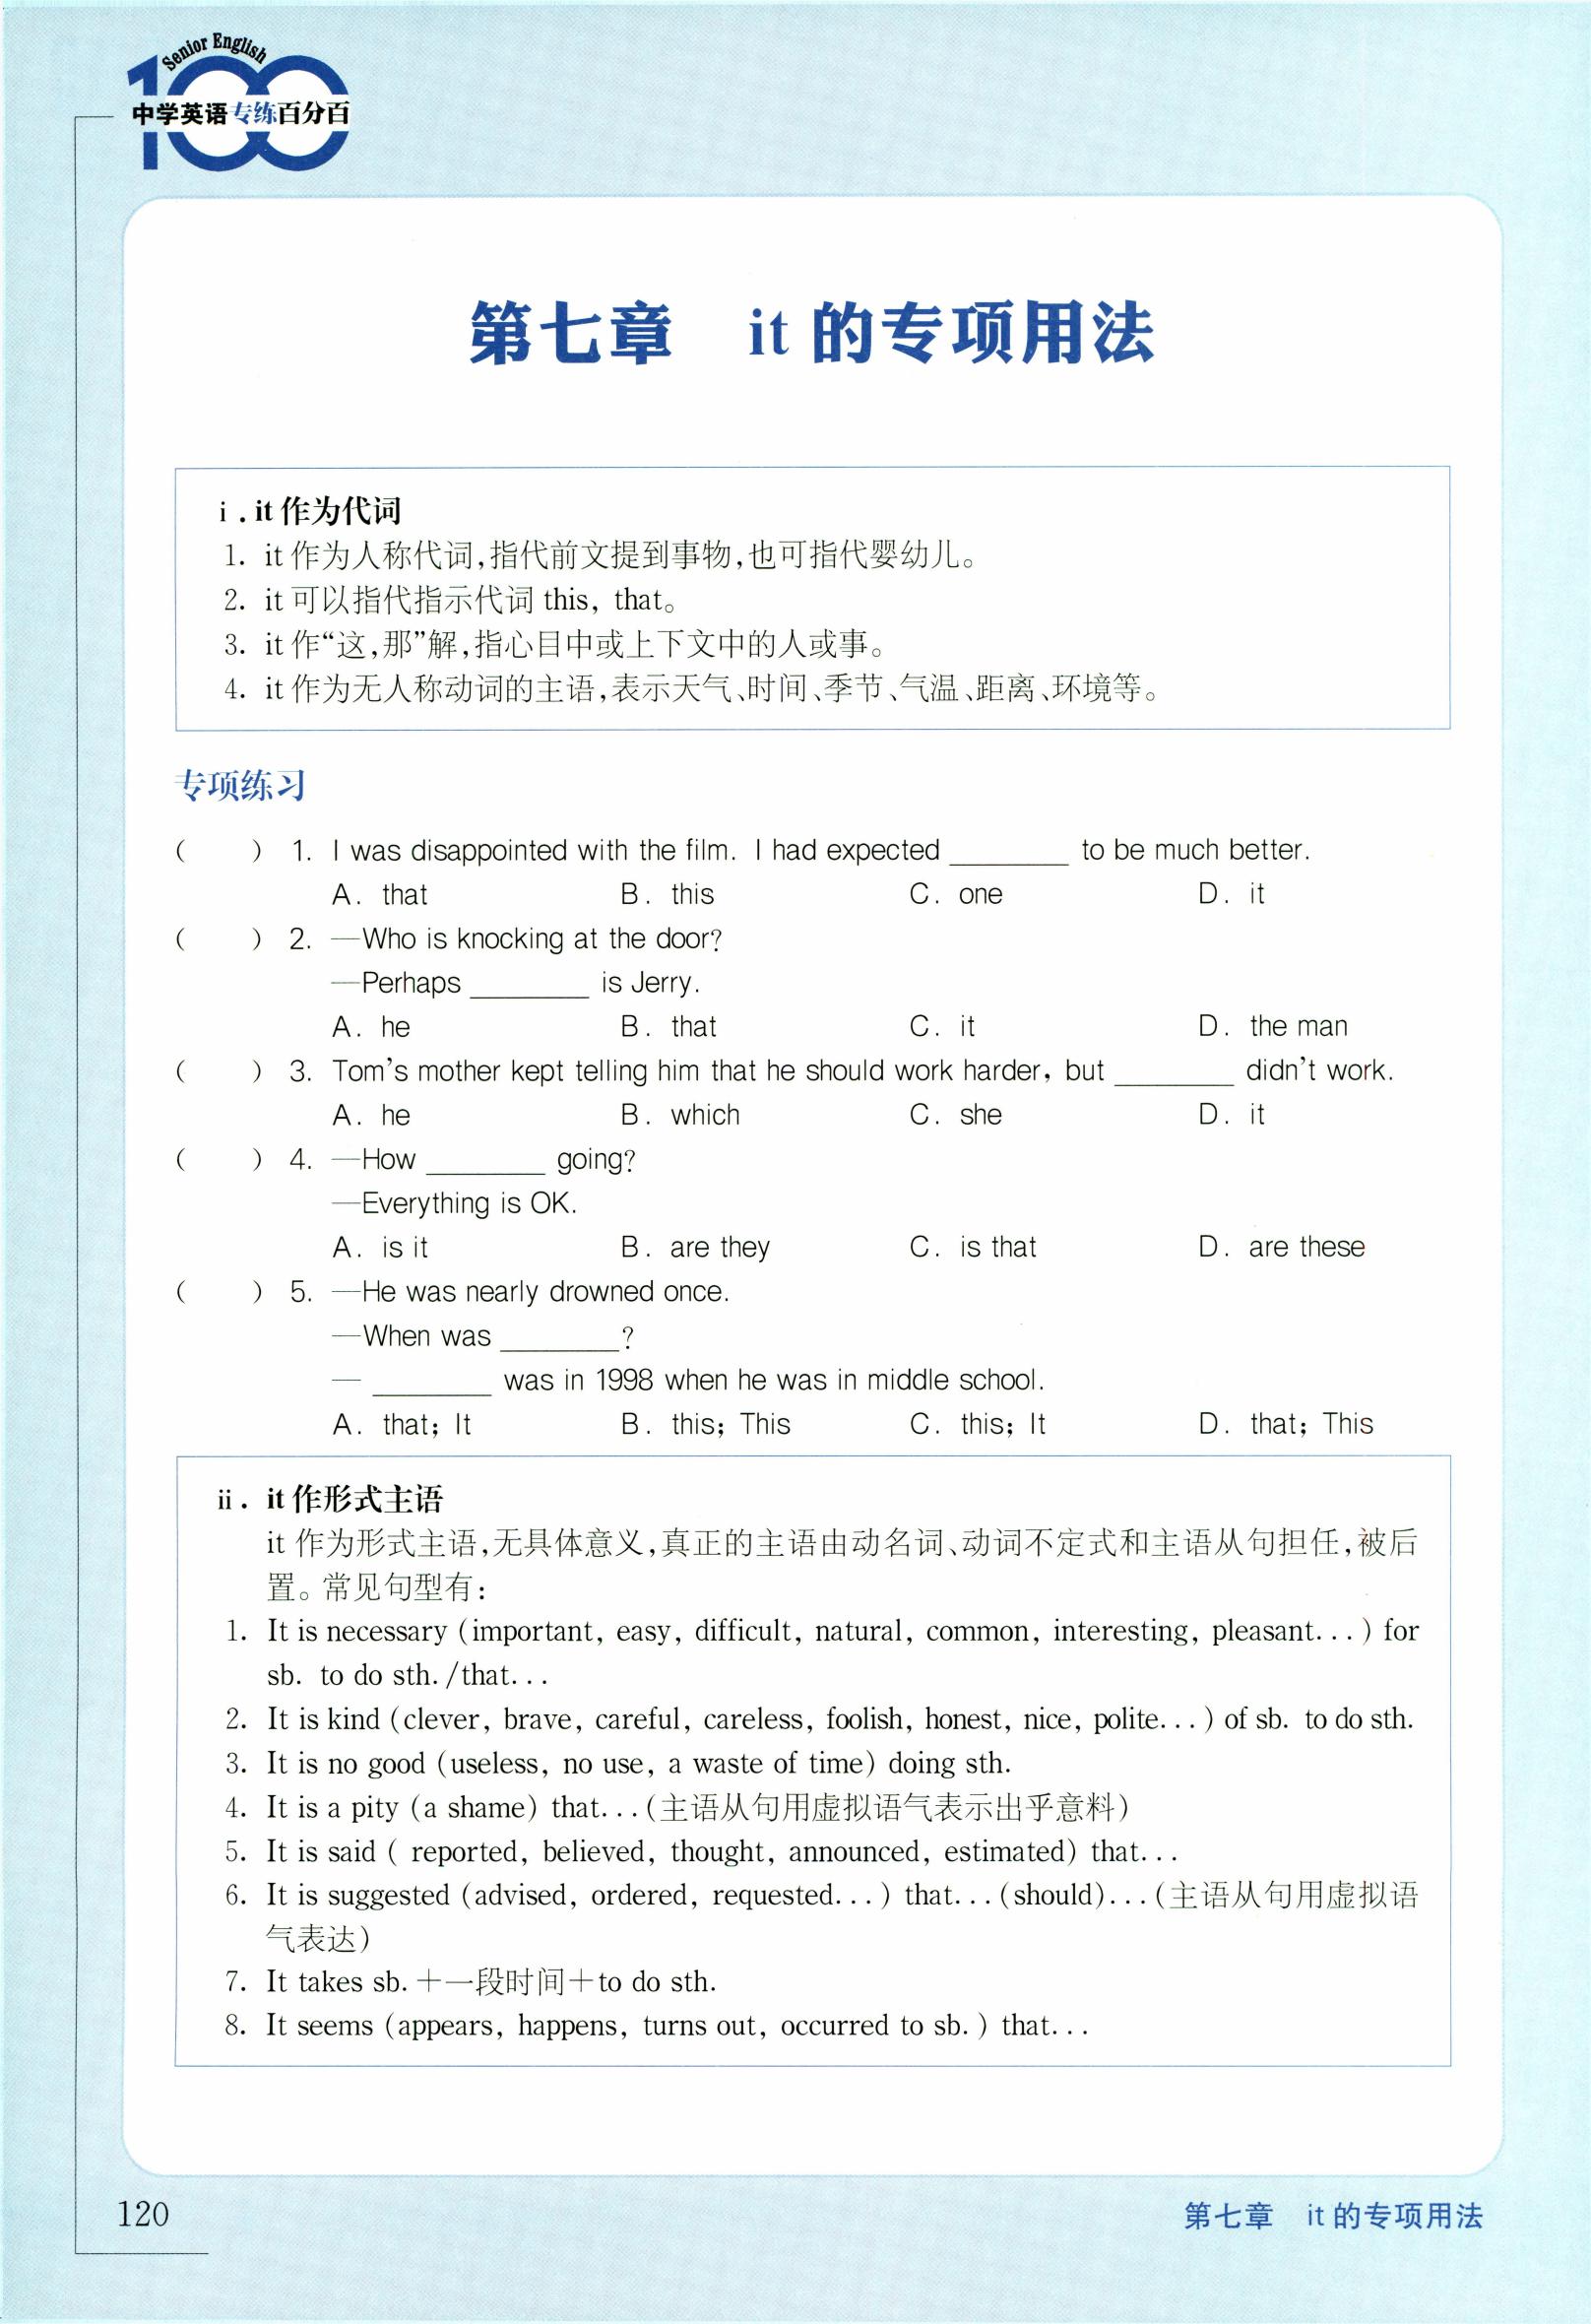 Senior English
100
中学英语专练百分百
第七章 it 的专项用法
i．it 作为代词
1. it 作为人称代词,指代前文提到事物,也可指代婴幼儿。
2. it 可以指代指示代词 this, that。
3. it 作“这,那”解,指心目中或上下文中的人或事。
4. it 作为无人称动词的主语,表示天气、时间、季节、气温、距离、环境等。
专项练习
( ) 1. I was disappointed with the film. I had expected ________ to be much better.
A. that B. this C. one D. it
( ) 2. —Who is knocking at the door?
—Perhaps ________ is Jerry.
A. he B. that C. it D. the man
( ) 3. Tom's mother kept telling him that he should work harder, but ________ didn't work.
A. he B. which C. she D. it
( ) 4. —How ________ going?
—Everything is OK.
A. is it B. are they C. is that D. are these
( ) 5. —He was nearly drowned once.
—When was ________?
— ________ was in 1998 when he was in middle school.
A. that; It B. this; This C. this; It D. that; This
ii．it 作形式主语
it 作为形式主语,无具体意义,真正的主语由动名词、动词不定式和主语从句担任,被后
置。常见句型有:
1. It is necessary (important, easy, difficult, natural, common, interesting, pleasant...) for
sb. to do sth. /that...
2. It is kind (clever, brave, careful, careless, foolish, honest, nice, polite...) of sb. to do sth.
3. It is no good (useless, no use, a waste of time) doing sth.
4. It is a pity (a shame) that...(主语从句用虚拟语气表示出乎意料)
5. It is said ( reported, believed, thought, announced, estimated) that...
6. It is suggested (advised, ordered, requested...) that...(should)...(主语从句用虚拟语
气表达)
7. It takes sb. +一段时间+to do sth.
8. It seems (appears, happens, turns out, occurred to sb.) that...
120
第七章 it 的专项用法